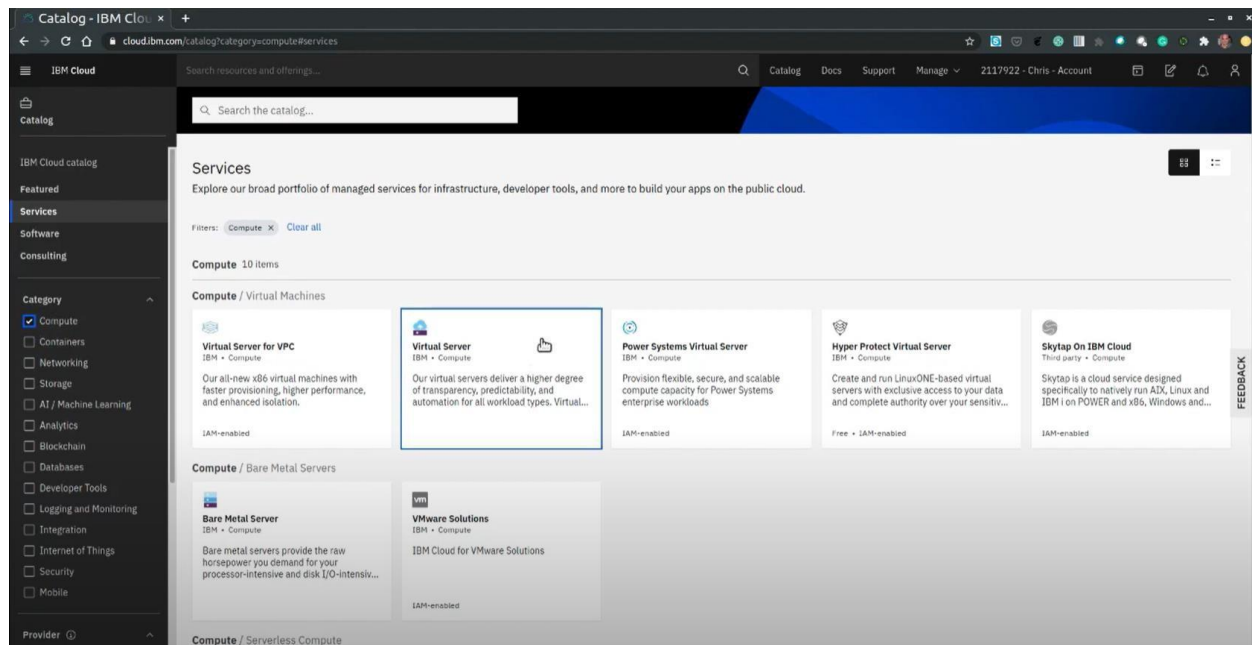 Catalog - IBM Clou
cloud.ibm.com/catalog?category=compute#services
IBM Cloud
Search resources and offerings...
Catalog
Docs
Support
Manage
2117922 - Chris - Account
Catalog
Search the catalog...
IBM Cloud catalog
Featured
Services
Software
Consulting
Category
Compute
Containers
Networking
Storage
AI / Machine Learning
Analytics
Blockchain
Databases
Developer Tools
Logging and Monitoring
Integration
Internet of Things
Security
Mobile
Provider
Services
Explore our broad portfolio of managed services for infrastructure, developer tools, and more to build your apps on the public cloud.
Filters: Compute Clear all
Compute 10 items
Compute / Virtual Machines
Virtual Server for VPC
IBM • Compute
Our all-new x86 virtual machines with
faster provisioning, higher performance,
and enhanced isolation.
IAM-enabled
Virtual Server
IBM • Compute
Our virtual servers deliver a higher degree
of transparency, predictability, and
automation for all workload types. Virtual...
Power Systems Virtual Server
IBM • Compute
Provision flexible, secure, and scalable
compute capacity for Power Systems
enterprise workloads
IAM-enabled
Hyper Protect Virtual Server
IBM • Compute
Create and run LinuxONE-based virtual
servers with exclusive access to your data
and complete authority over your sensitiv...
Free • IAM-enabled
Skytap On IBM Cloud
Third party • Compute
Skytap is a cloud service designed
specifically to natively run AIX, Linux and
IBM i on POWER and x86, Windows and...
IAM-enabled
FEEDBACK
Compute / Bare Metal Servers
Bare Metal Server
IBM • Compute
Bare metal servers provide the raw
horsepower you demand for your
processor-intensive and disk I/O-intensiv...
vm
VMware Solutions
IBM • Compute
IBM Cloud for VMware Solutions
IAM-enabled
Compute / Serverless Compute